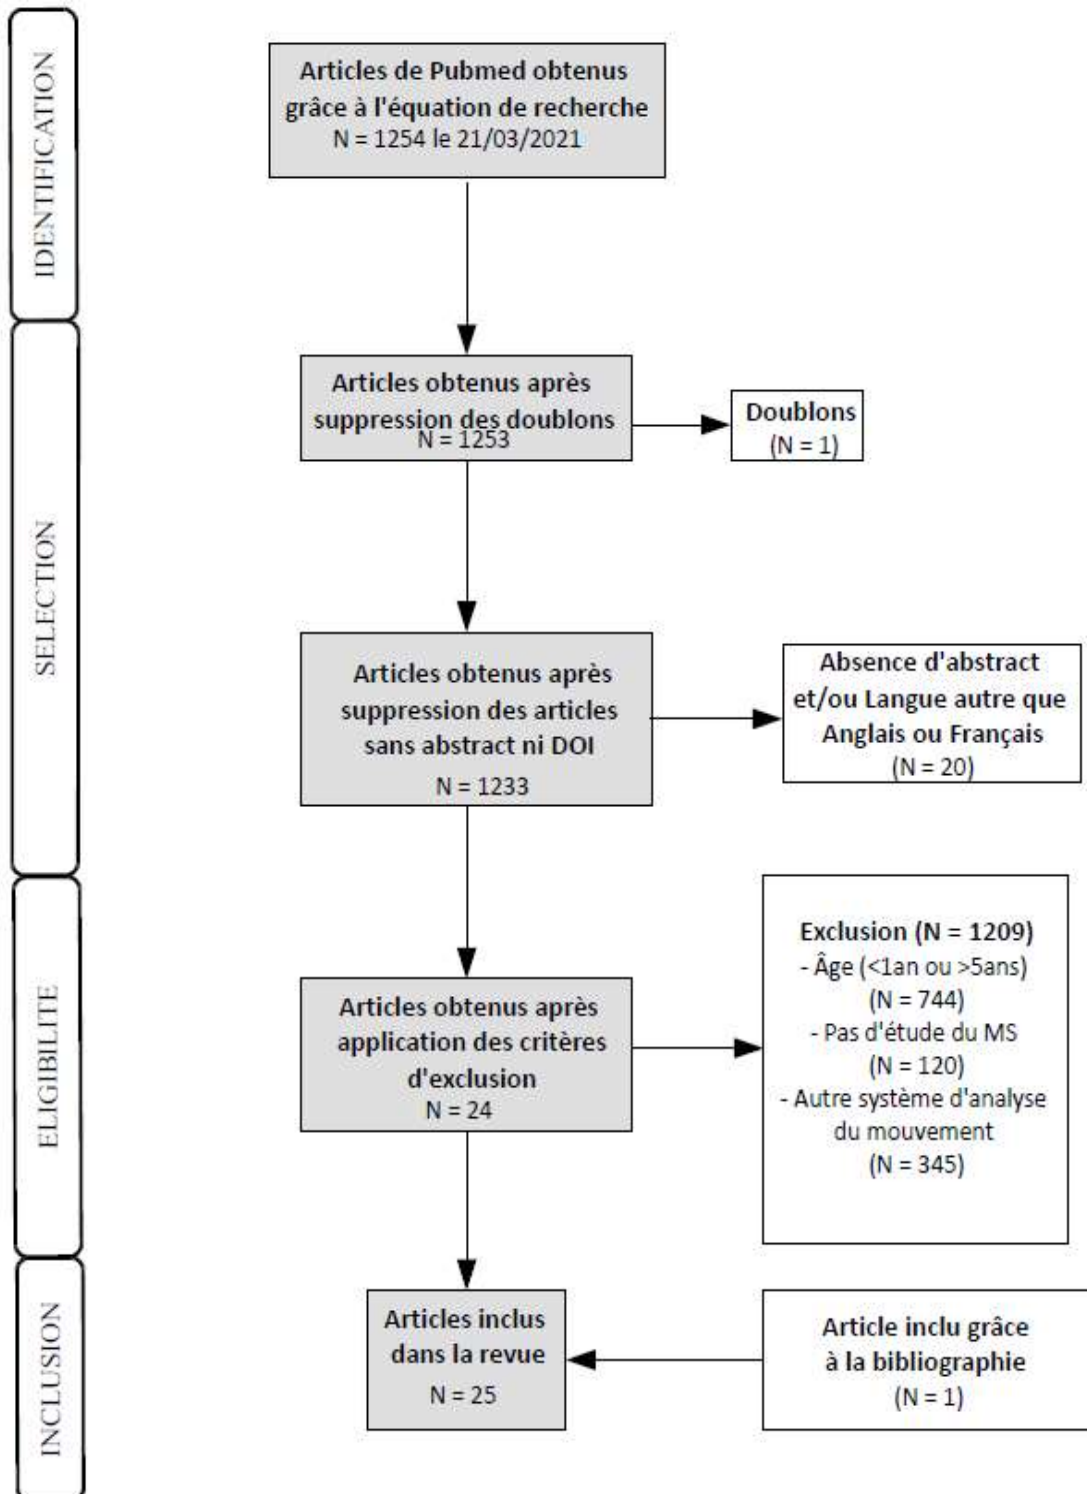 IDENTIFICATION
Articles de Pubmed obtenus
grâce à l'équation de recherche
N = 1254 le 21/03/2021
SELECTION
Articles obtenus après
suppression des doublons
N = 1253
Doublons
(N = 1)
Articles obtenus après
suppression des articles
sans abstract ni DOI
N = 1233
Absence d'abstract
et/ou Langue autre que
Anglais ou Français
(N = 20)
ELIGIBILITE
Articles obtenus après
application des critères
d'exclusion
N = 24
Exclusion (N = 1209)
- Âge (<1an ou >5ans)
(N = 744)
- Pas d'étude du MS
(N = 120)
- Autre système d'analyse
du mouvement
(N = 345)
INCLUSION
Articles inclus
dans la revue
N = 25
Article inclu grâce
à la bibliographie
(N = 1)